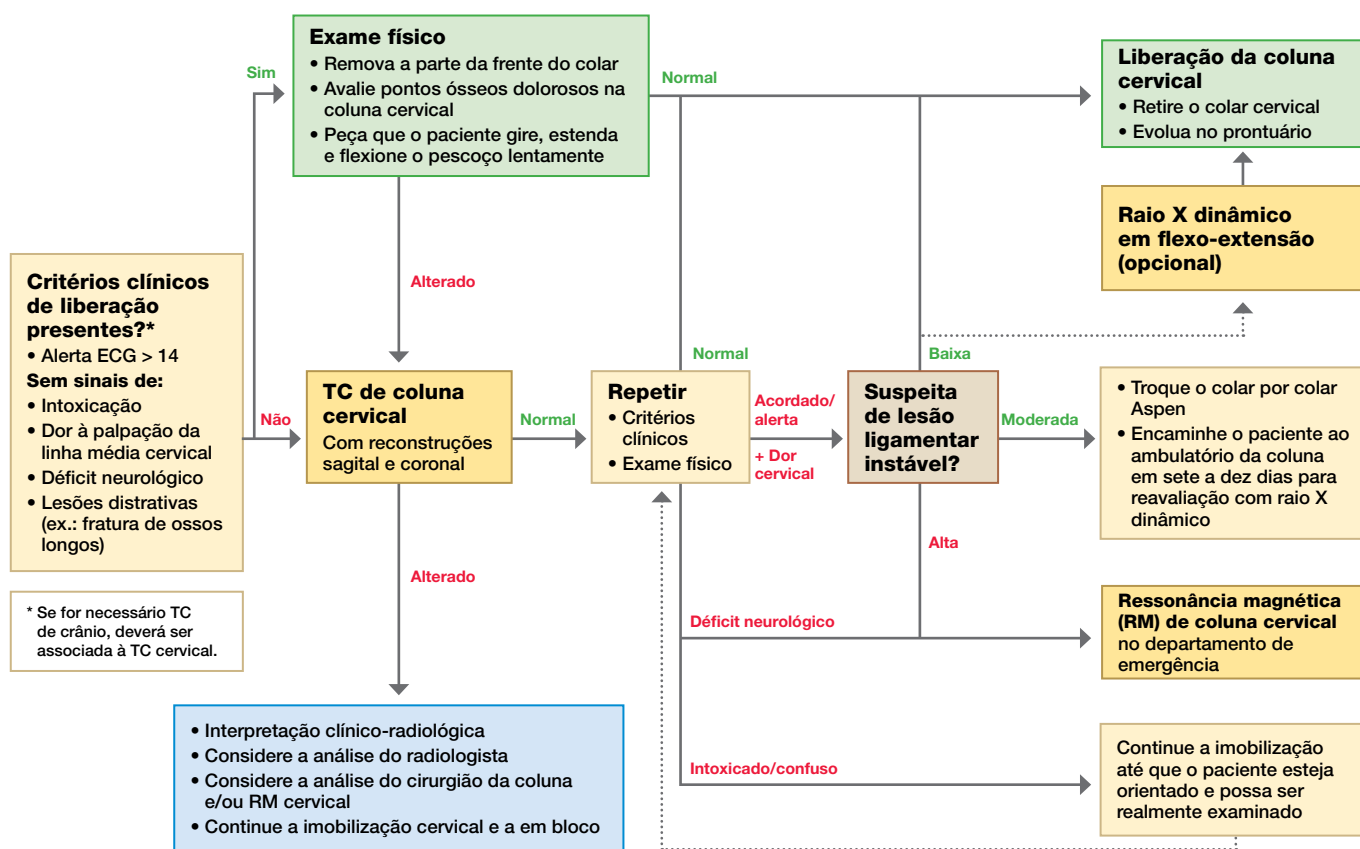 Exame físico
• Remova a parte da frente do colar
• Avalie pontos ósseos dolorosos na
coluna cervical
• Peça que o paciente gire, estenda
e flexione o pescoço lentamente
Sim
Normal
Liberação da coluna
cervical
• Retire o colar cervical
• Evolua no prontuário
Raio X dinâmico
em flexo-extensão
(opcional)
Critérios clínicos
de liberação
presentes?*
• Alerta ECG > 14
Sem sinais de:
• Intoxicação
• Dor à palpação da
linha média cervical
• Déficit neurológico
• Lesões distrativas
(ex.: fratura de ossos
longos)
Alterado
Não
TC de coluna
cervical
Com reconstruções
sagital e coronal
Normal
Normal
Repetir
• Critérios
clínicos
• Exame físico
Acordado/
alerta
+ Dor
cervical
Baixa
Suspeita
de lesão
ligamentar
instável?
Moderada
• Troque o colar por colar
Aspen
• Encaminhe o paciente ao
ambulatório da coluna
em sete a dez dias para
reavaliação com raio X
dinâmico
Alta
Alterado
* Se for necessário TC
de crânio, deverá ser
associada à TC cervical.
Déficit neurológico
Ressonância magnética
(RM) de coluna cervical
no departamento de
emergência
• Interpretação clínico-radiológica
• Considere a análise do radiologista
• Considere a análise do cirurgião da coluna
e/ou RM cervical
• Continue a imobilização cervical e a em bloco
Intoxicado/confuso
Continue a imobilização
até que o paciente esteja
orientado e possa ser
realmente examinado